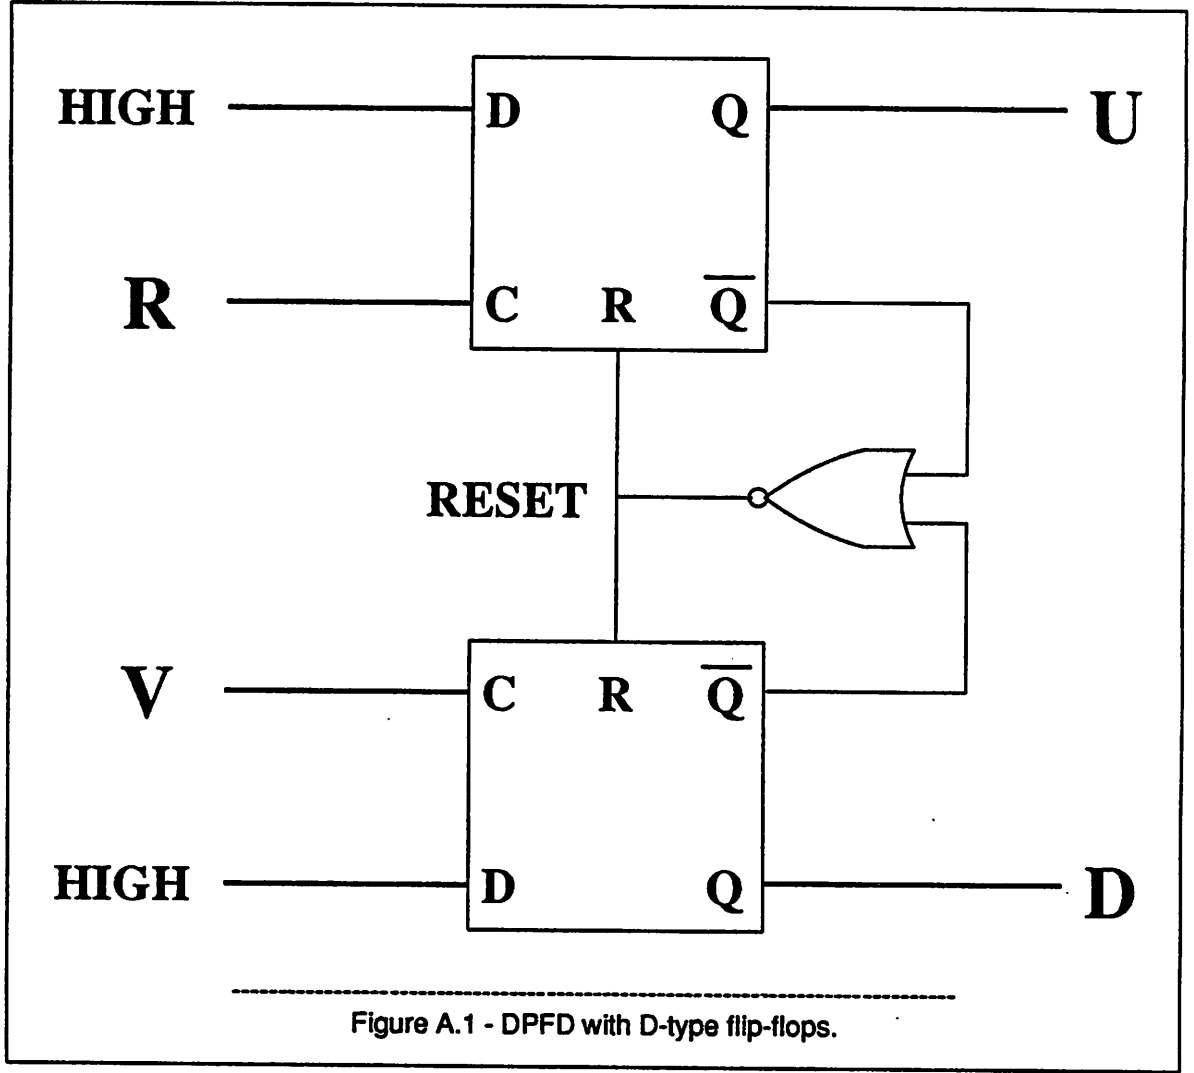 HIGH D Q U
R C R Q̅
RESET
V C R Q̅
HIGH D Q D
Figure A.1 - DPFD with D-type flip-flops.